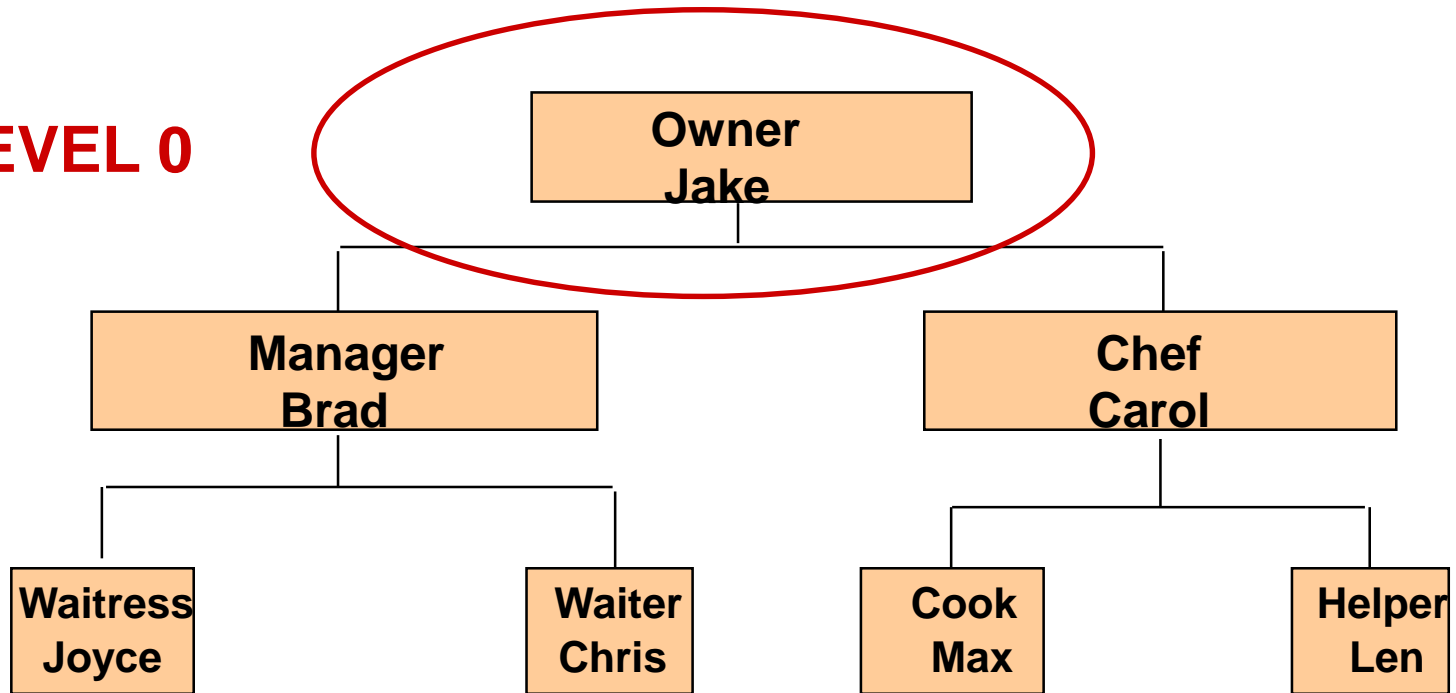 EVEL 0
Owner
Jake
Manager
Brad
Chef
Carol
Waitress
Joyce
Waiter
Chris
Cook
Max
Helper
Len